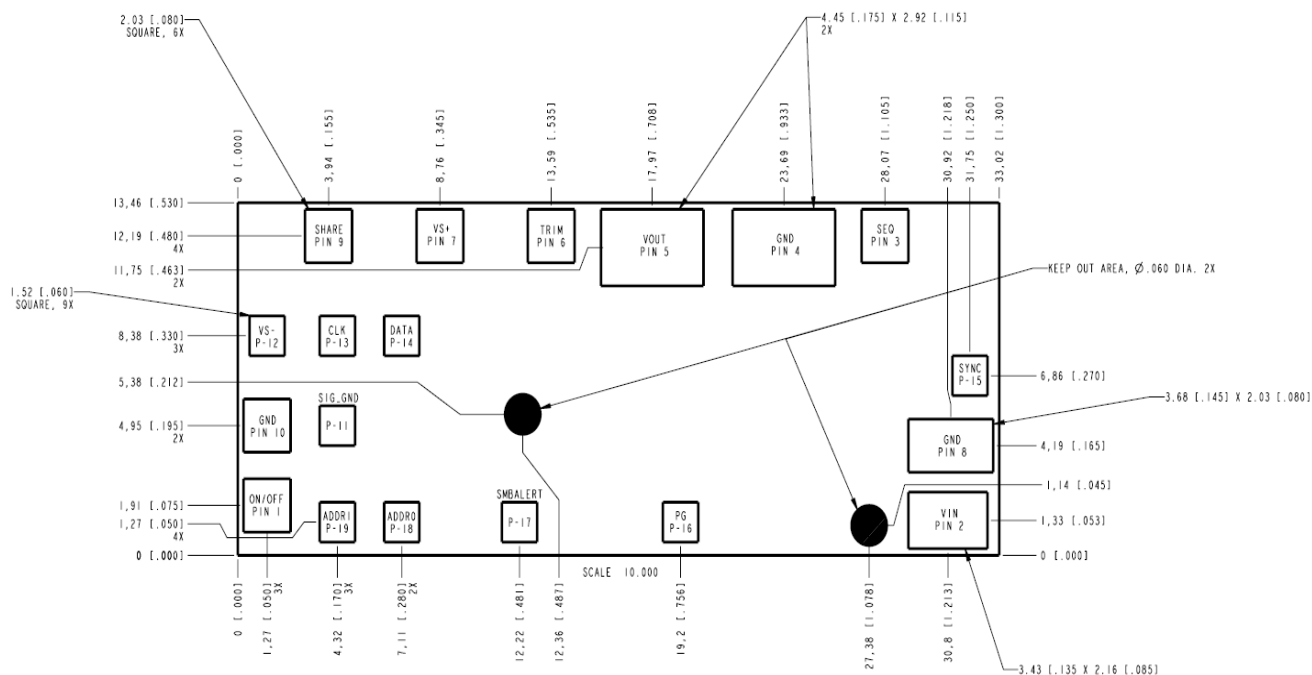 2.03 [.080]
SQUARE, 6X
4.45 [.175] X 2.92 [.115]
2X
0 [.000]
3,94 [.155]
8,76 [.345]
13,59 [.535]
17,97 [.708]
23,69 [.933]
28,07 [1.105]
30,92 [1.218]
31,75 [1.250]
33,02 [1.300]
13,46 [.530]
12,19 [.480]
4X
11,75 [.463]
2X
SHARE
PIN 9
VS+
PIN 7
TRIM
PIN 6
VOUT
PIN 5
GND
PIN 4
SEQ
PIN 3
KEEP OUT AREA, Ø.060 DIA. 2X
1.52 [.060]
SQUARE, 9X
8,38 [.330]
3X
VS-
P-12
CLK
P-13
DATA
P-14
5,38 [.212]
SYNC
P-15
6,86 [.270]
SIG_GND
P-11
3.68 [.145] X 2.03 [.080]
4,95 [.195]
2X
GND
PIN 10
GND
PIN 8
4,19 [.165]
1,14 [.045]
1,91 [.075]
1,27 [.050]
4X
ON/OFF
PIN 1
ADDR1
P-19
ADDR0
P-18
SMBALERT
P-17
PG
P-16
VIN
PIN 2
1,33 [.053]
0 [.000]
0 [.000]
SCALE 10.000
0 [.000]
1,27 [.050]
3X
4,32 [.170]
3X
7,11 [.280]
2X
12,22 [.481]
12,36 [.487]
19,2 [.756]
27,38 [1.078]
30,8 [1.213]
3.43 [.135 X 2.16 [.085]